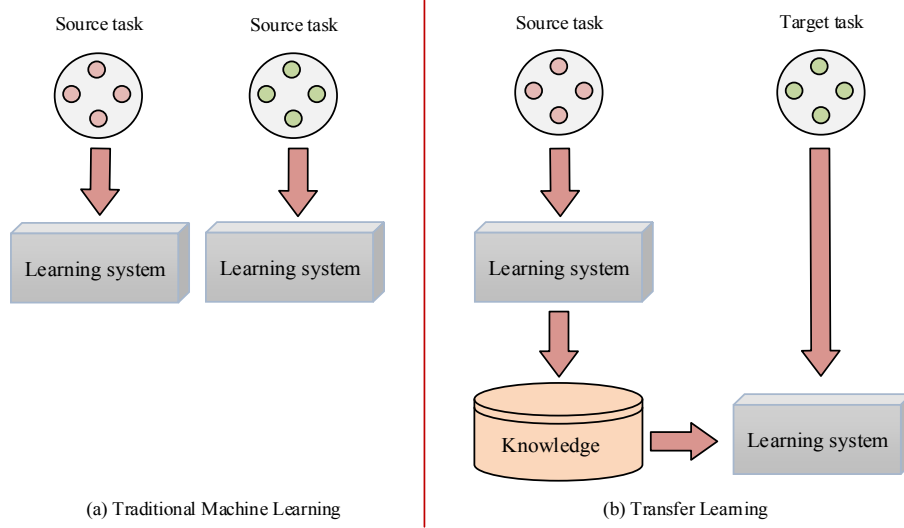 Source task
Source task
Learning system
Learning system
(a) Traditional Machine Learning
Source task
Target task
Learning system
Knowledge
Learning system
(b) Transfer Learning